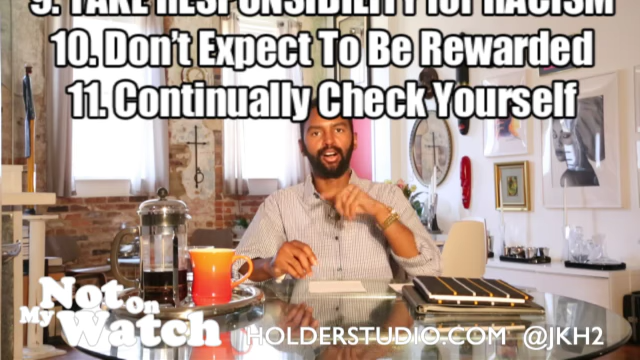 9. TAKE RESPONSIBILITY for RACISM
10. Don't Expect To Be Rewarded
11. Continually Check Yourself
Not On My Watch
HOLDERSTUDIO.COM @JKH2